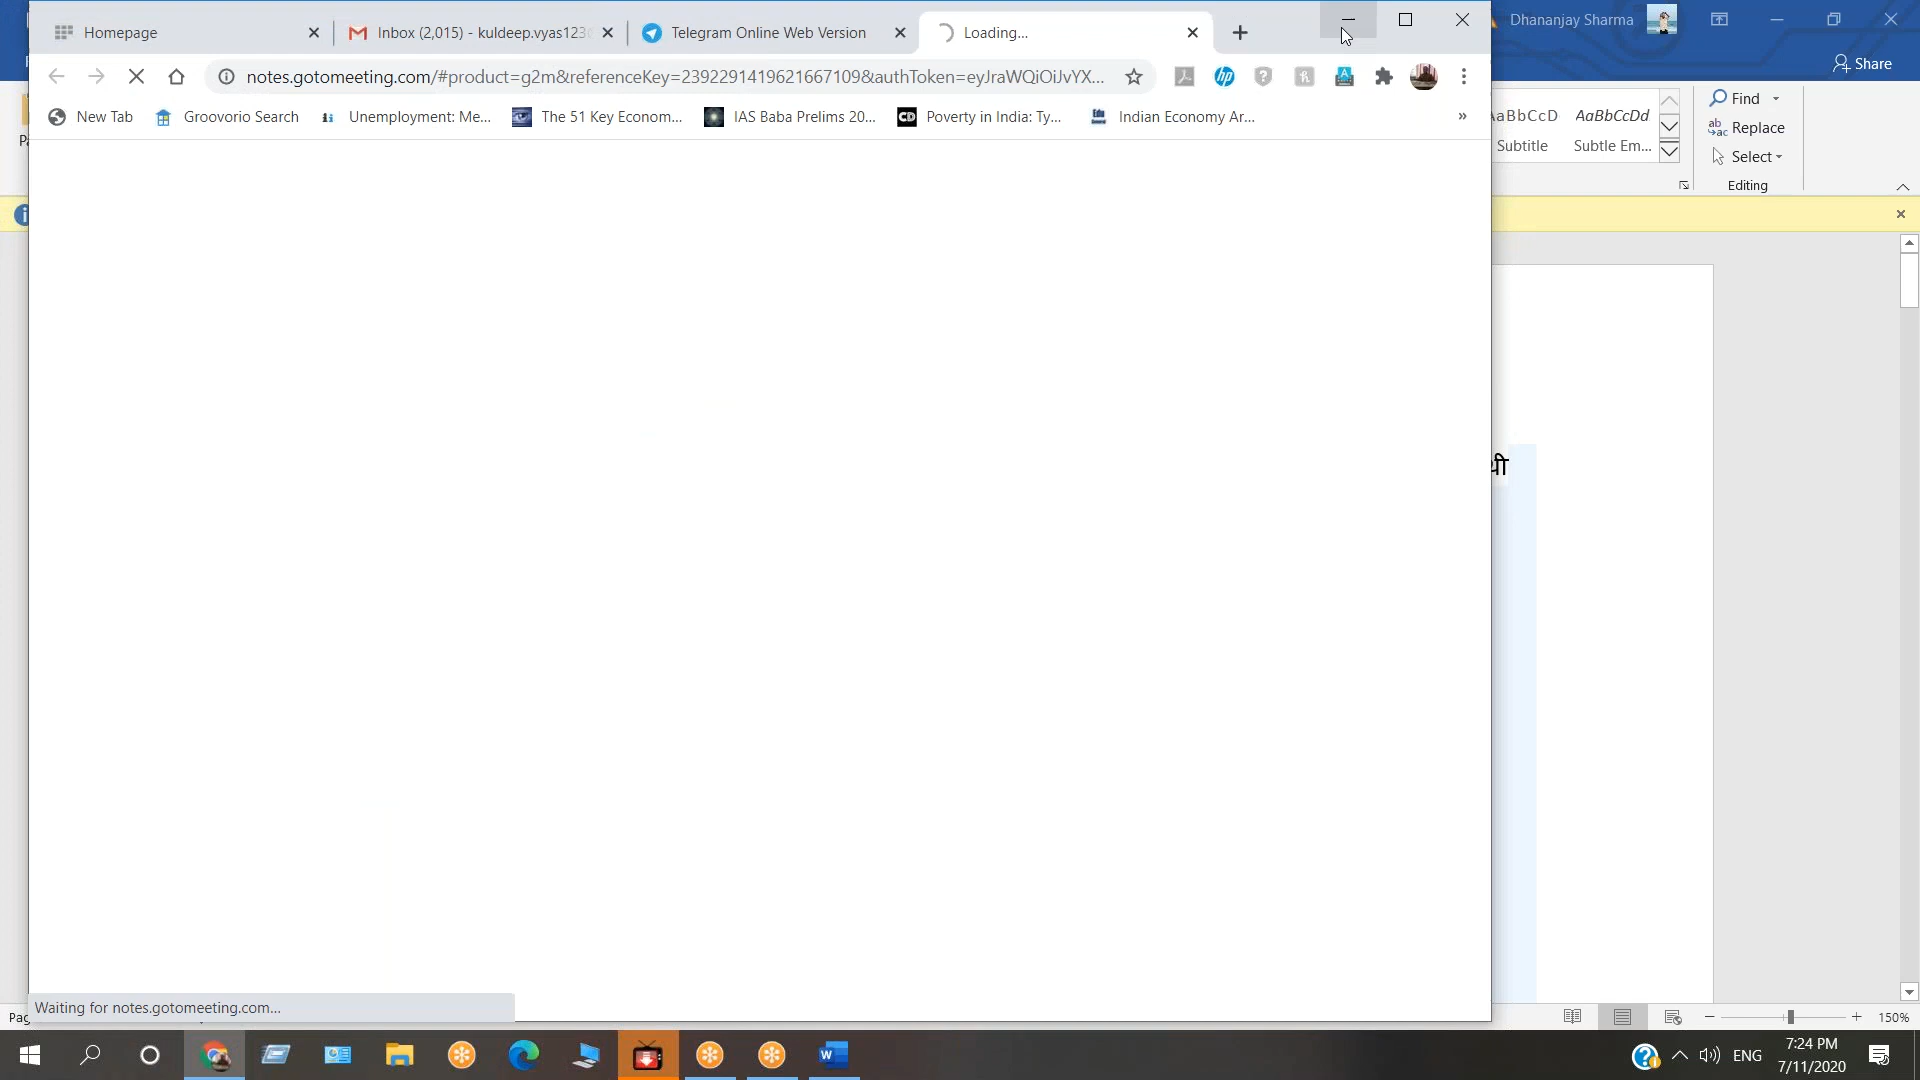 Homepage
Inbox (2,015) - kuldeep.vyas123
Telegram Online Web Version
Loading...
Dhananjay Sharma
notes.gotomeeting.com/#product=g2m&referenceKey=2392291419621667109&authToken=eyJraWQiOiJvYX...
Share
New Tab
Groovorio Search
Unemployment: Me...
The 51 Key Econom...
IAS Baba Prelims 20...
Poverty in India: Ty...
Indian Economy Ar...
»
AaBbCcD
AaBbCcDd
Subtitle
Subtle Em...
Find
Replace
Select
Editing
थी
Waiting for notes.gotomeeting.com...
Pag
150%
ENG
7:24 PM
7/11/2020